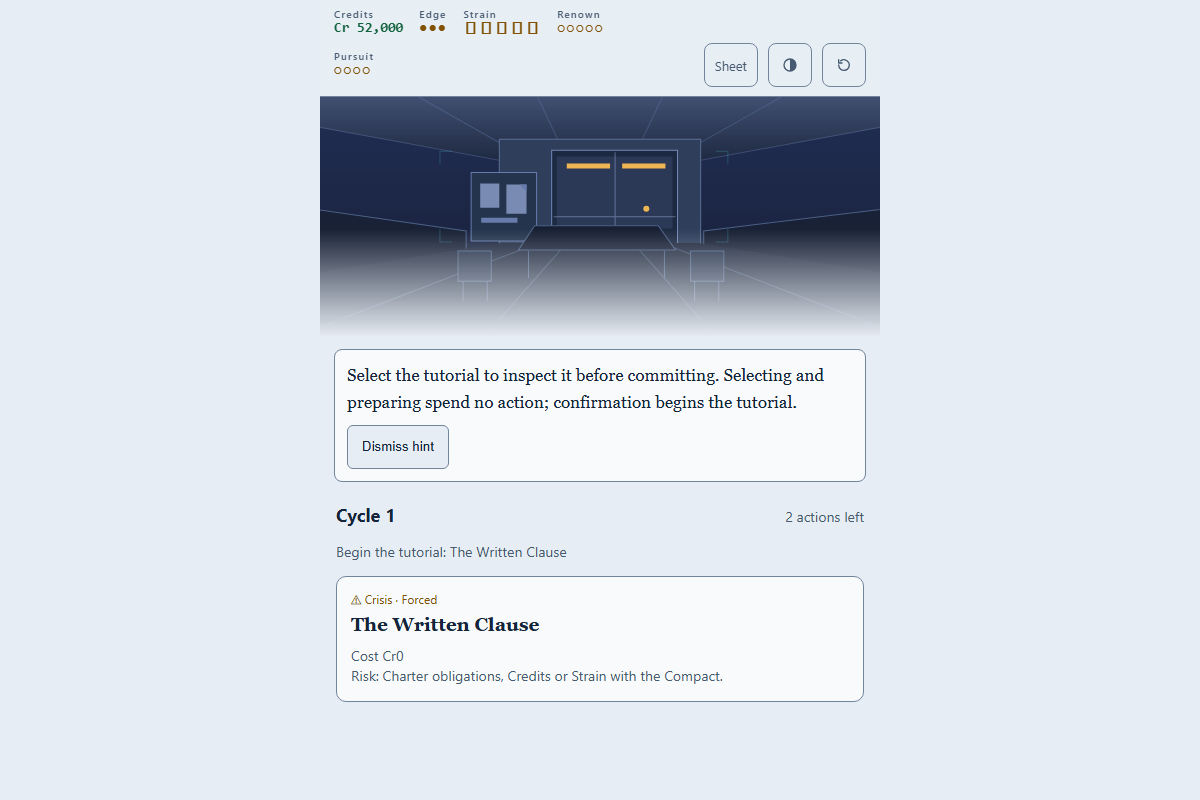 Credits
Cr 52,000
Edge
Strain
Renown
Pursuit
Sheet
Select the tutorial to inspect it before committing. Selecting and
preparing spend no action; confirmation begins the tutorial.
Dismiss hint
Cycle 1
2 actions left
Begin the tutorial: The Written Clause
⚠ Crisis · Forced
The Written Clause
Cost Cr0
Risk: Charter obligations, Credits or Strain with the Compact.